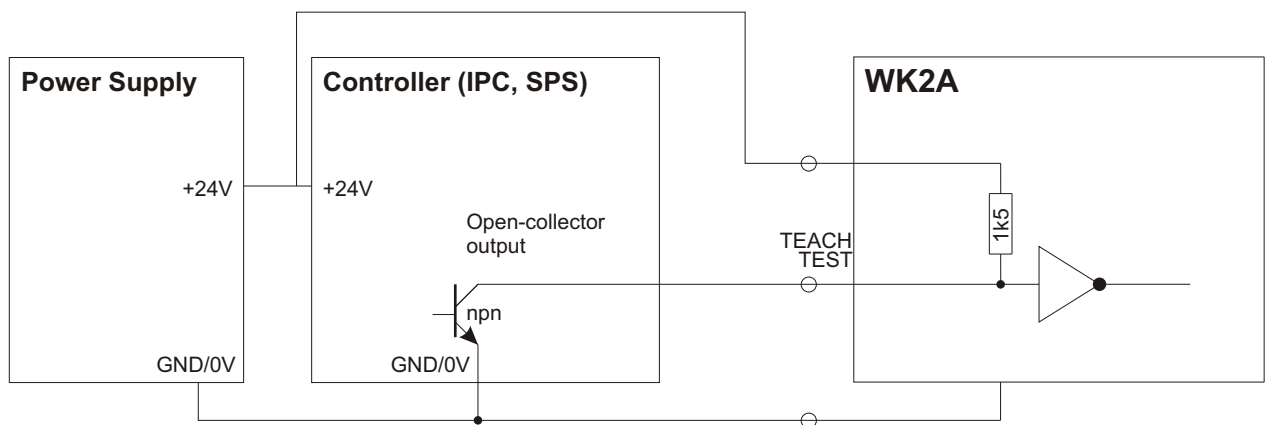 Power Supply
Controller (IPC, SPS)
WK2A
+24V
+24V
Open-collector
output
1k5
TEACH
TEST
npn
GND/0V
GND/0V